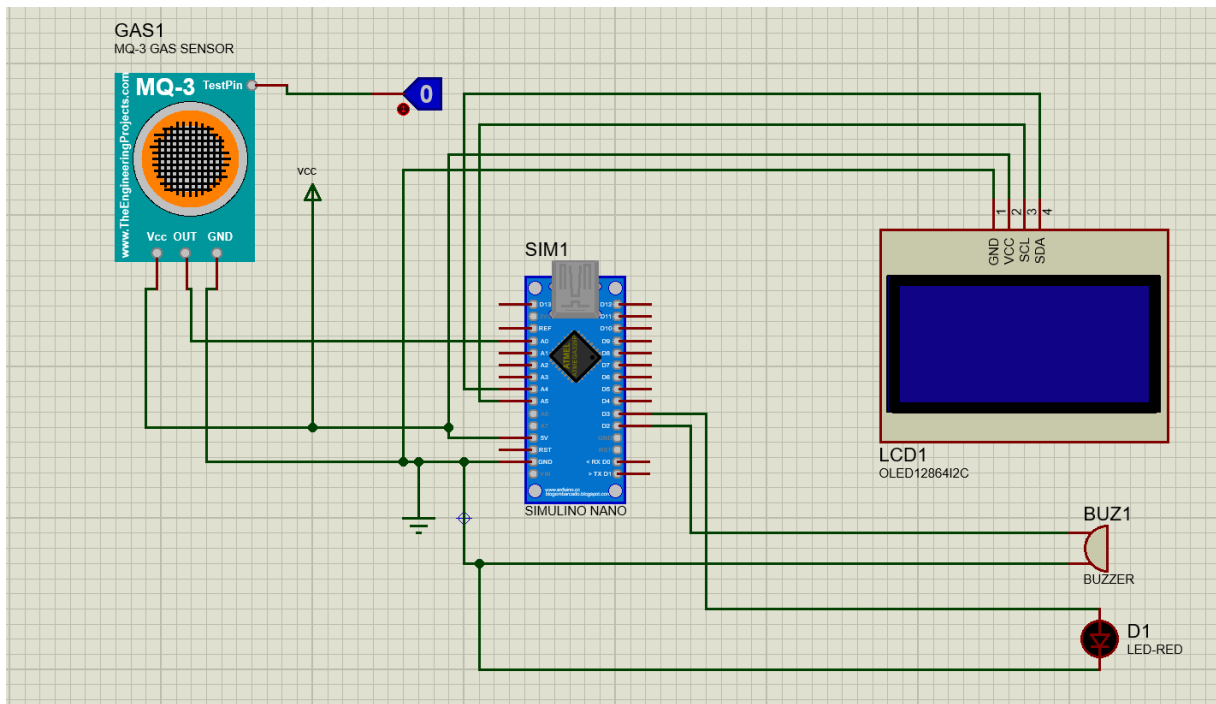 GAS1
MQ-3 GAS SENSOR
MQ-3
TestPin
0
www.TheEngineeringProjects.com
Vcc OUT GND
VCC
SIM1
D13
REF
A0
A1
A2
A3
A4
A5
5V
RST
GND
D12
D11
D10
D9
D8
D7
D6
D5
D4
D3
D2
< RX D0
> TX D1
ATMEL
SIMULINO NANO
1
2
3
4
GND
VCC
SCL
SDA
LCD1
OLED12864I2C
BUZ1
BUZZER
D1
LED-RED